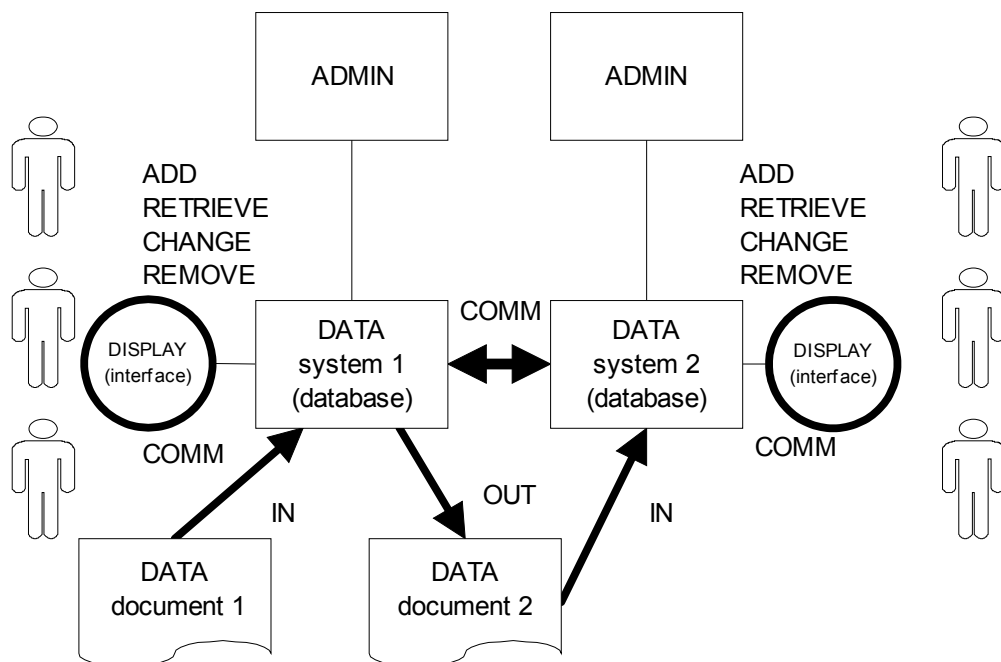 ADMIN
ADMIN
ADD
RETRIEVE
CHANGE
REMOVE
ADD
RETRIEVE
CHANGE
REMOVE
DISPLAY
(interface)
DATA
system 1
(database)
COMM
DATA
system 2
(database)
DISPLAY
(interface)
COMM
COMM
IN
OUT
IN
DATA
document 1
DATA
document 2